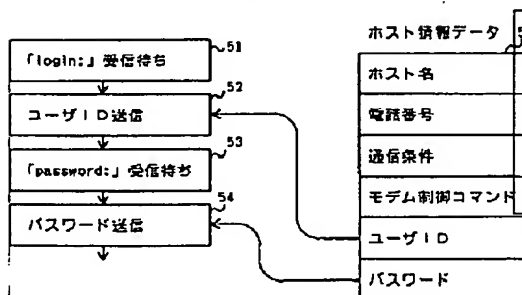 「login:」受信待ち
51
ユーザID送信
52
「password:」受信待ち
53
パスワード送信
54
ホスト情報データ
ホスト名
電話番号
通信条件
モデム制御コマンド
ユーザID
パスワード